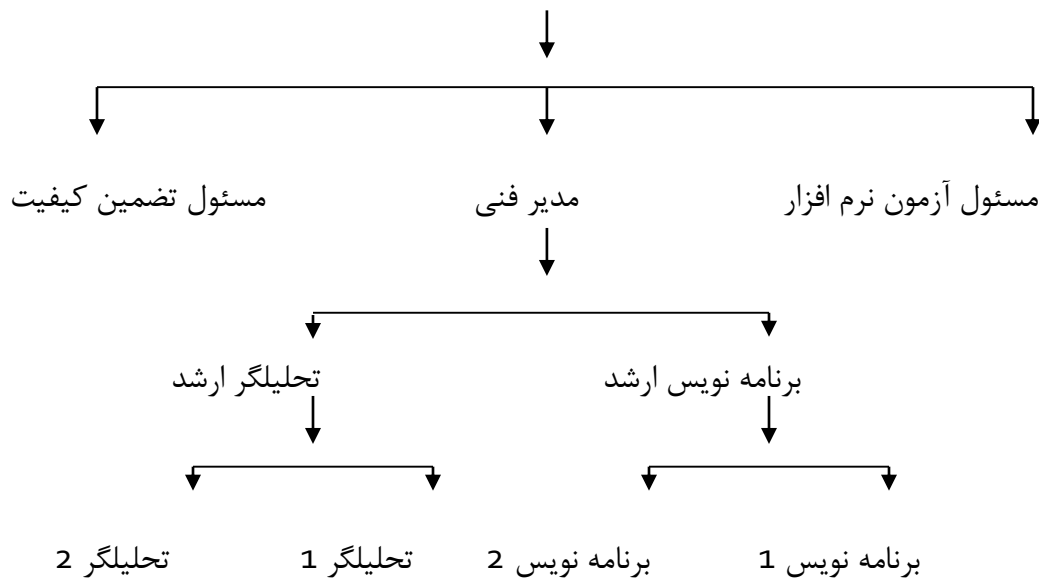 مسئول آزمون نرم افزار مدیر فنی مسئول تضمین کیفیت
برنامه نویس ارشد تحلیلگر ارشد
برنامه نویس 1 برنامه نویس 2 تحلیلگر 1 تحلیلگر 2